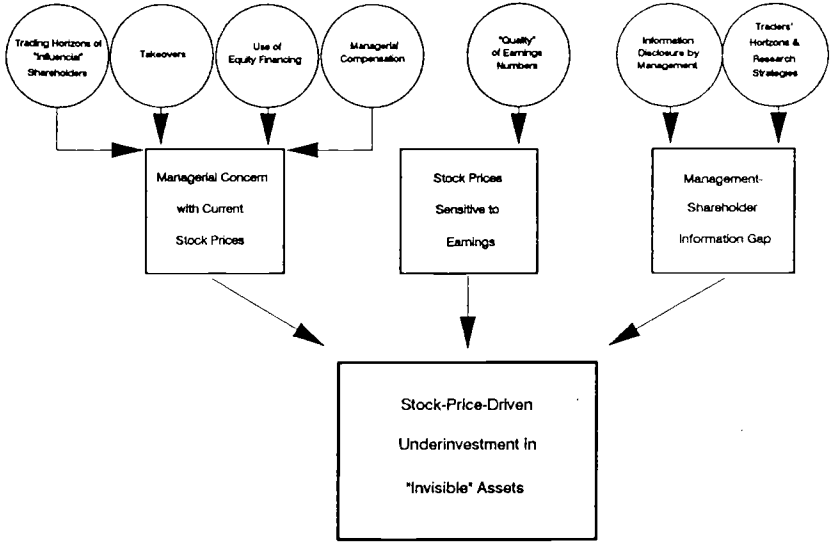 Trading Horizons of
"Influencial"
Shareholders
Takeovers
Use of
Equity Financing
Managerial
Compensation
"Quality"
of Earnings
Numbers
Information
Disclosure by
Management
Traders'
Horizons &
Research
Strategies
Managerial Concern
with Current
Stock Prices
Stock Prices
Sensitive to
Earnings
Management-
Shareholder
Information Gap
Stock-Price-Driven
Underinvestment in
"Invisible" Assets